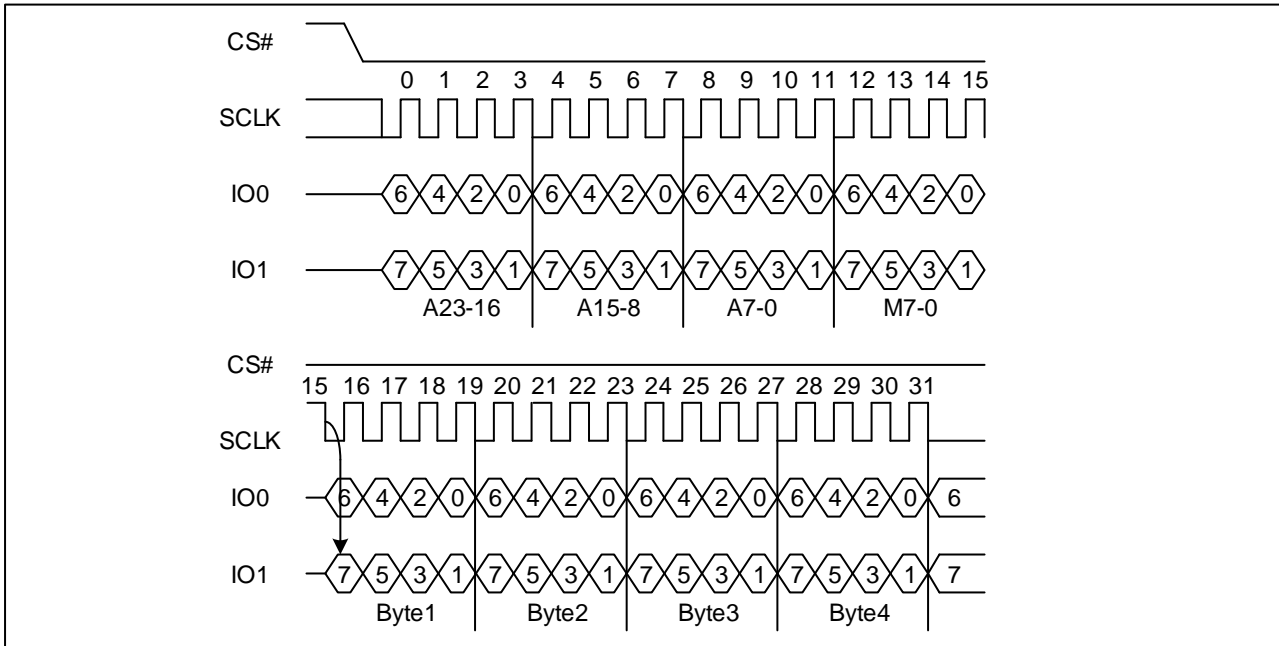 CS#
0 1 2 3 4 5 6 7 8 9 10 11 12 13 14 15
SCLK
IO0 6 4 2 0 6 4 2 0 6 4 2 0 6 4 2 0
IO1 7 5 3 1 7 5 3 1 7 5 3 1 7 5 3 1
A23-16 A15-8 A7-0 M7-0
CS#
15 16 17 18 19 20 21 22 23 24 25 26 27 28 29 30 31
SCLK
IO0 6 4 2 0 6 4 2 0 6 4 2 0 6 4 2 0 6
IO1 7 5 3 1 7 5 3 1 7 5 3 1 7 5 3 1 7
Byte1 Byte2 Byte3 Byte4